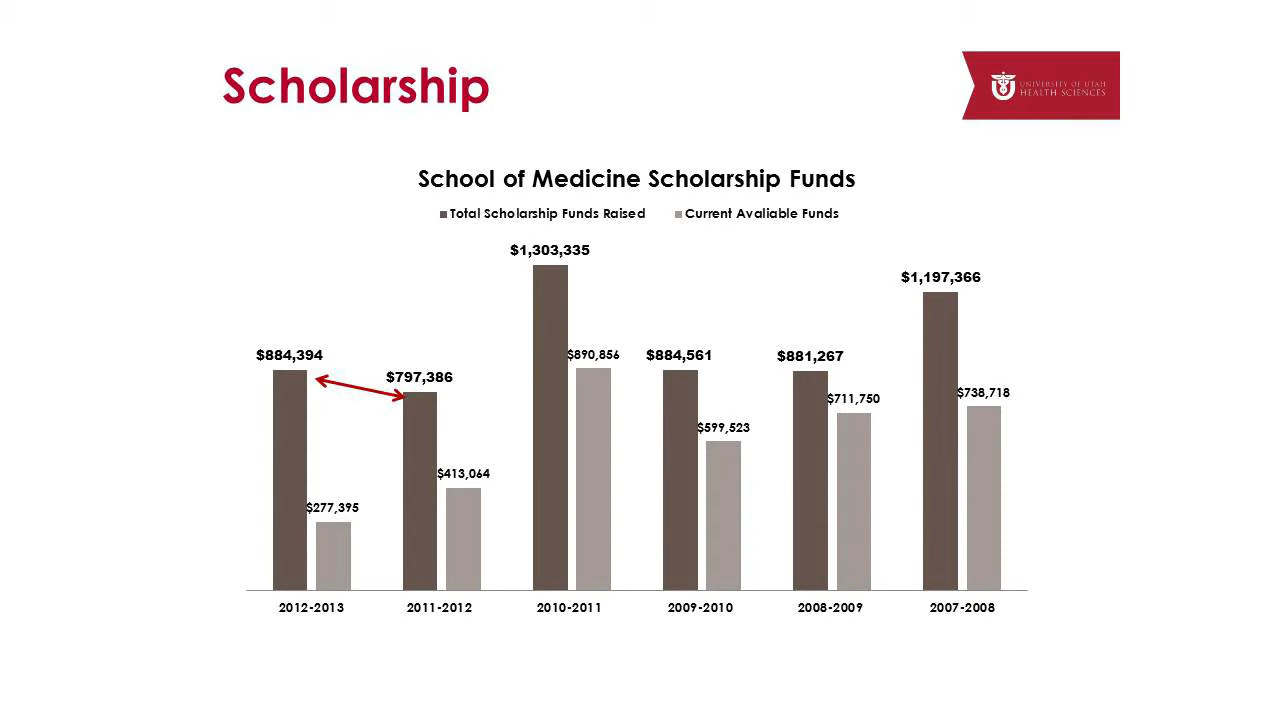 Scholarship
UNIVERSITY OF UTAH
HEALTH SCIENCES
School of Medicine Scholarship Funds
Total Scholarship Funds Raised Current Avaliable Funds
$1,303,335
$1,197,366
$884,394
$890,856
$884,561
$881,267
$797,386
$711,750
$738,718
$599,523
$413,064
$277,395
2012-2013 2011-2012 2010-2011 2009-2010 2008-2009 2007-2008